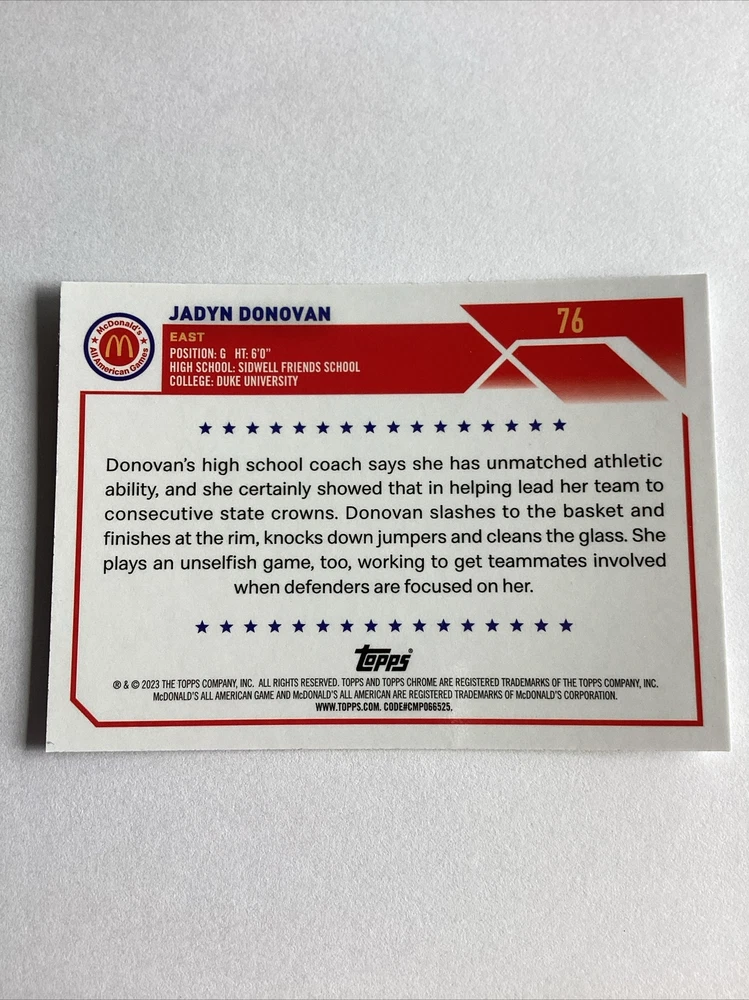 JADYN DONOVAN
76
McDonald's
All American Games
EAST
POSITION: G HT: 6'0"
HIGH SCHOOL: SIDWELL FRIENDS SCHOOL
COLLEGE: DUKE UNIVERSITY
Donovan's high school coach says she has unmatched athletic
ability, and she certainly showed that in helping lead her team to
consecutive state crowns. Donovan slashes to the basket and
finishes at the rim, knocks down jumpers and cleans the glass. She
plays an unselfish game, too, working to get teammates involved
when defenders are focused on her.
topps®
® & © 2023 THE TOPPS COMPANY, INC. ALL RIGHTS RESERVED. TOPPS AND TOPPS CHROME ARE REGISTERED TRADEMARKS OF THE TOPPS COMPANY, INC.
McDONALD'S ALL AMERICAN GAME AND McDONALD'S ALL AMERICAN ARE REGISTERED TRADEMARKS OF McDONALD'S CORPORATION.
WWW.TOPPS.COM. CODE#CMP066525.